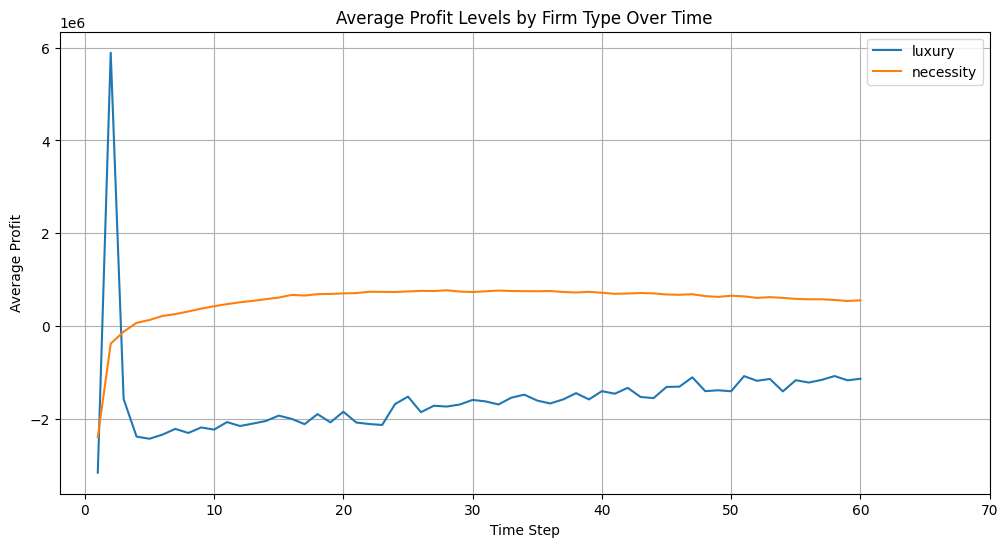 Average Profit Levels by Firm Type Over Time
1e6
6
4
2
0
−2
Average Profit
luxury
necessity
0 10 20 30 40 50 60 70
Time Step